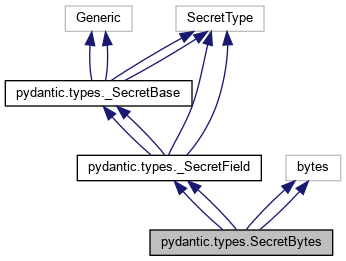 Generic
SecretType
pydantic.types._SecretBase
pydantic.types._SecretField
bytes
pydantic.types.SecretBytes